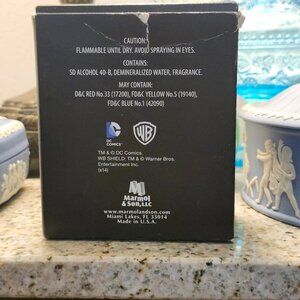 CAUTION:
FLAMMABLE UNTIL DRY. AVOID SPRAYING IN EYES.
CONTAINS:
SD ALCOHOL 40-B, DEMINERALIZED WATER, FRAGRANCE.
MAY CONTAIN:
D&C RED No.33 (17200), FD&C YELLOW No.5 (19140),
FD&C BLUE No.1 (42090)
DC
COMICS™
WB
TM & © DC Comics.
WB SHIELD: TM & © Warner Bros.
Entertainment Inc.
(s14)
Marmol
& SON, LLC
www.marmolandson.com
Miami Lakes, FL 33014
Made in U.S.A.